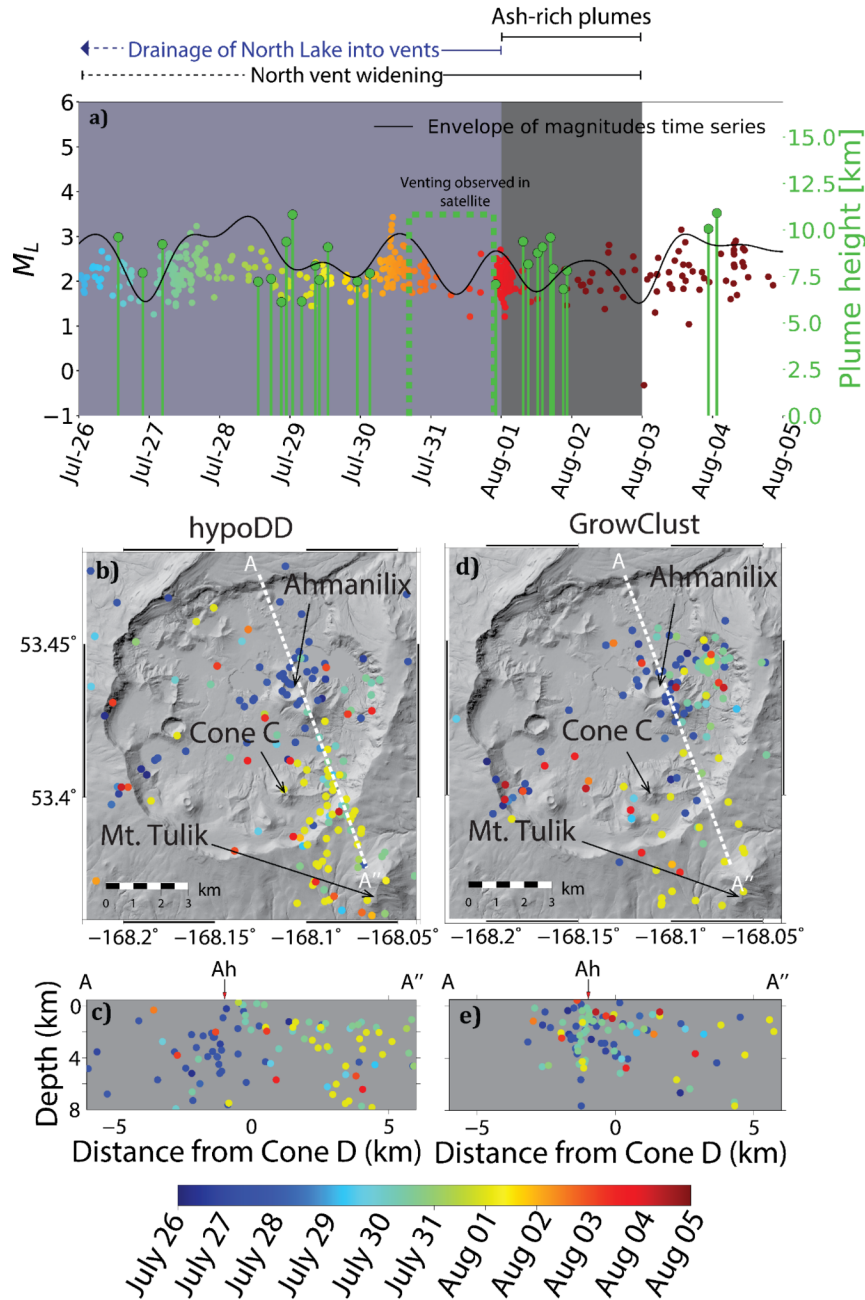 Ash-rich plumes
Drainage of North Lake into vents
North vent widening
a)
Envelope of magnitudes time series
Venting observed in
satellite
M_L
6
5
4
3
2
1
0
−1
Plume height [km]
15.0
12.5
10.0
7.5
5.0
2.5
0.0
Jul-26
Jul-27
Jul-28
Jul-29
Jul-30
Jul-31
Aug-01
Aug-02
Aug-03
Aug-04
Aug-05
hypoDD
b)
A
Ahmanilix
Cone C
Mt. Tulik
A''
0 1 2 3
km
53.45°
53.4°
−168.2° −168.15° −168.1° −168.05°
GrowClust
d)
A
Ahmanilix
Cone C
Mt. Tulik
A''
0 1 2 3
km
−168.2° −168.15° −168.1° −168.05°
A Ah A''
c)
Depth (km)
0
4
8
−5 0 5
Distance from Cone D (km)
A Ah A''
e)
−5 0 5
Distance from Cone D (km)
July 26
July 27
July 28
July 29
July 30
July 31
Aug 01
Aug 02
Aug 03
Aug 04
Aug 05